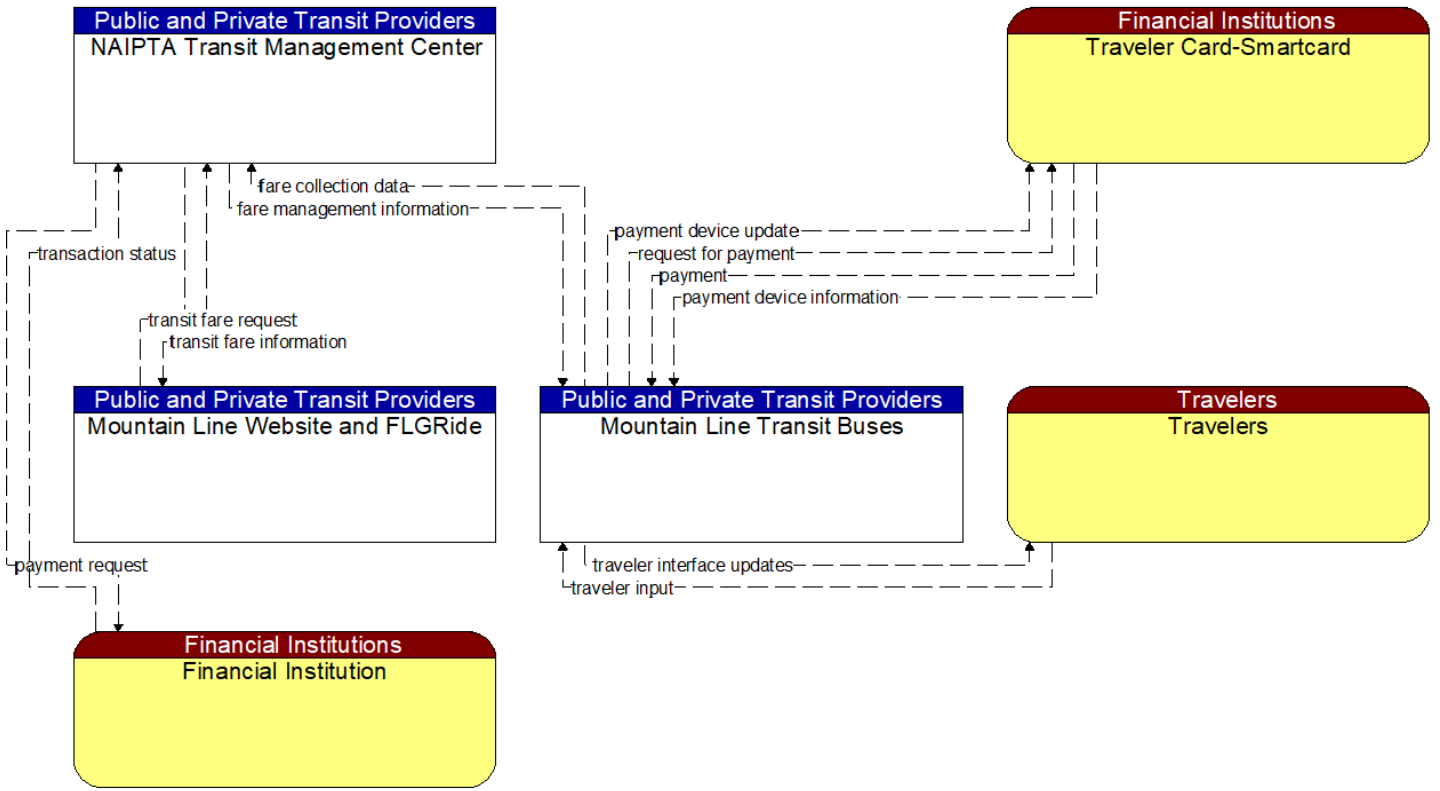 Public and Private Transit Providers
NAIPTA Transit Management Center
Financial Institutions
Traveler Card-Smartcard
fare collection data
fare management information
payment device update
transaction status
request for payment
payment
payment device information
transit fare request
transit fare information
Public and Private Transit Providers
Mountain Line Website and FLGRide
Public and Private Transit Providers
Mountain Line Transit Buses
Travelers
Travelers
payment request
traveler interface updates
traveler input
Financial Institutions
Financial Institution